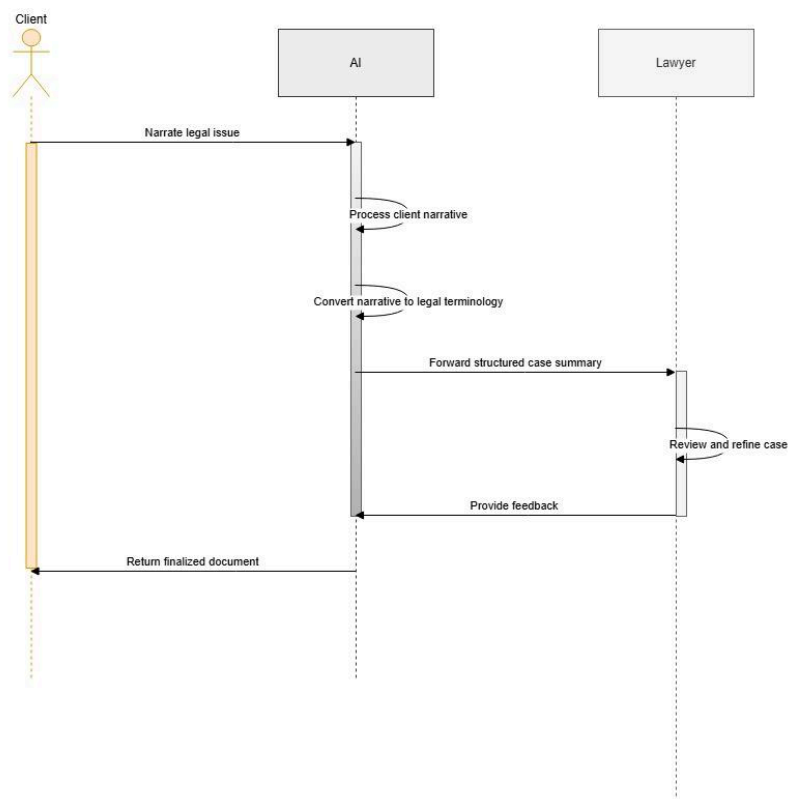 Client
AI
Lawyer
Narrate legal issue
Process client narrative
Convert narrative to legal terminology
Forward structured case summary
Review and refine case
Provide feedback
Return finalized document